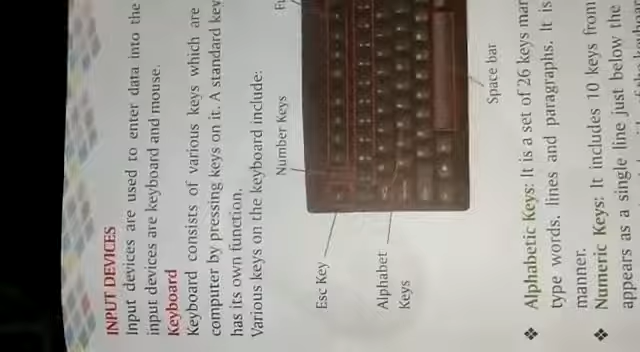 INPUT DEVICES
Input devices are used to enter data into the
input devices are keyboard and mouse.
Keyboard
Keyboard consists of various keys which are
computer by pressing keys on it. A standard key
has its own function.
Various keys on the keyboard include:
Number Keys
Esc Key
Alphabet
Keys
Space bar
❖ Alphabetic Keys: It is a set of 26 keys mar
type words, lines and paragraphs. It is
manner.
❖ Numeric Keys: It includes 10 keys from
appears as a single line just below the